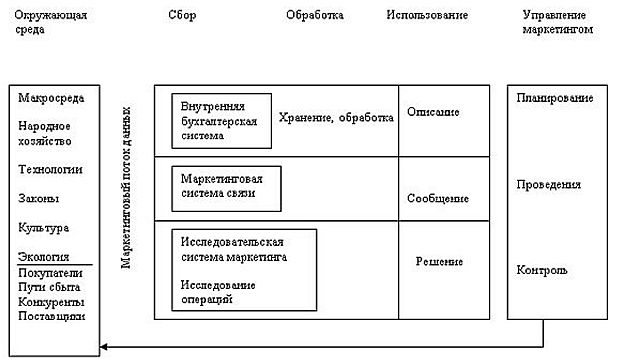 Окружающая
среда
Сбор
Обработка
Использование
Управление
маркетингом
Макросреда
Народное
хозяйство
Технологии
Законы
Культура
Экология
Покупатели
Пути сбыта
Конкуренты
Поставщики
Маркетинговый поток данных
Внутренняя
бухгалтерская
система
Хранение, обработка
Описание
Маркетинговая
система связи
Сообщение
Исследовательская
система маркетинга
Исследование
операций
Решение
Планирование
Проведения
Контроль